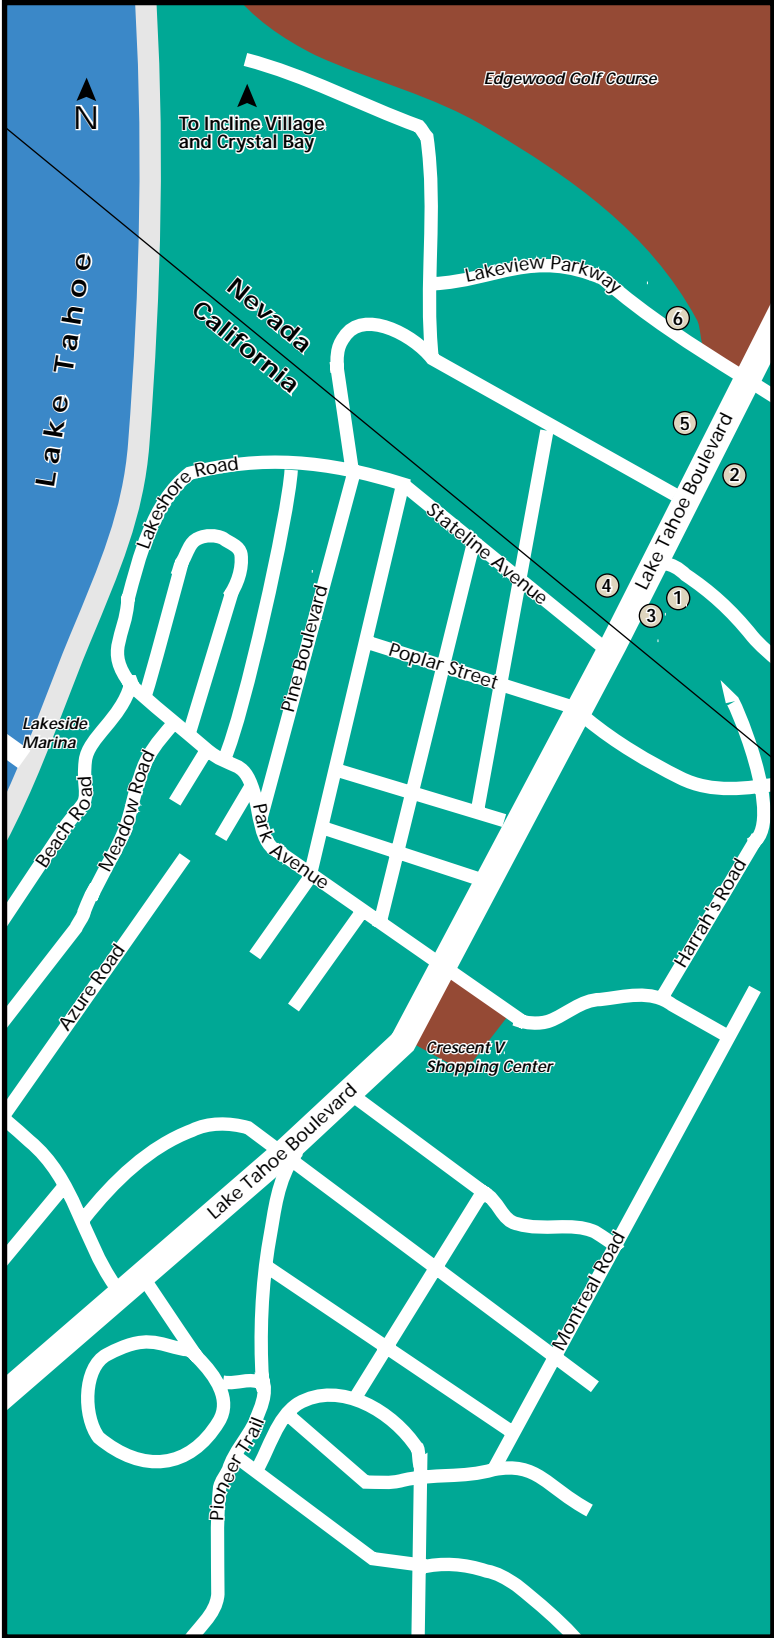 Edgewood Golf Course
N
To Incline Village
and Crystal Bay
Lake Tahoe
Nevada
California
Lakeview Parkway
6
5
2
Lake Tahoe Boulevard
Lakeshore Road
Stateline Avenue
4
1
3
Pine Boulevard
Poplar Street
Lakeside
Marina
Beach Road
Meadow Road
Park Avenue
Harrah's Road
Azure Road
Crescent V
Shopping Center
Lake Tahoe Boulevard
Montreal Road
Pioneer Trail